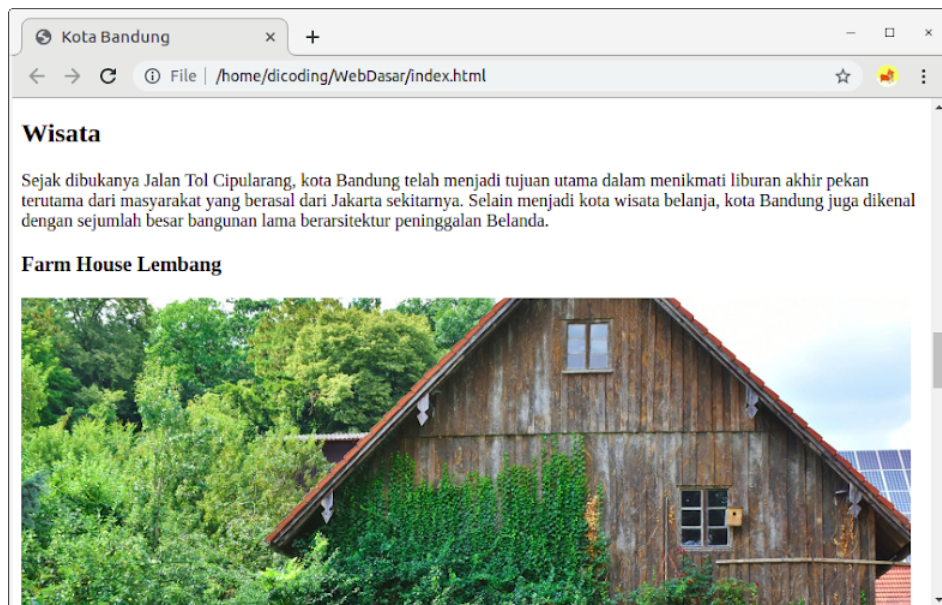 Kota Bandung
File /home/dicoding/WebDasar/index.html
Wisata
Sejak dibukanya Jalan Tol Cipularang, kota Bandung telah menjadi tujuan utama dalam menikmati liburan akhir pekan
terutama dari masyarakat yang berasal dari Jakarta sekitarnya. Selain menjadi kota wisata belanja, kota Bandung juga dikenal
dengan sejumlah besar bangunan lama berarsitektur peninggalan Belanda.
Farm House Lembang